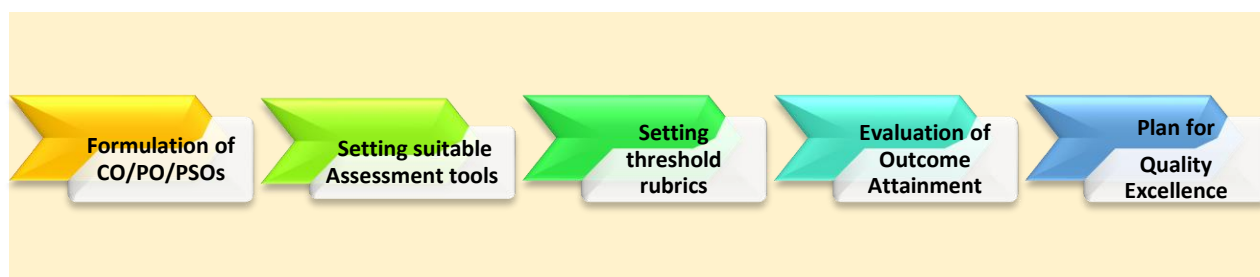 Formulation of
CO/PO/PSOs
Setting suitable
Assessment tools
Setting
threshold
rubrics
Evaluation of
Outcome
Attainment
Plan for
Quality
Excellence